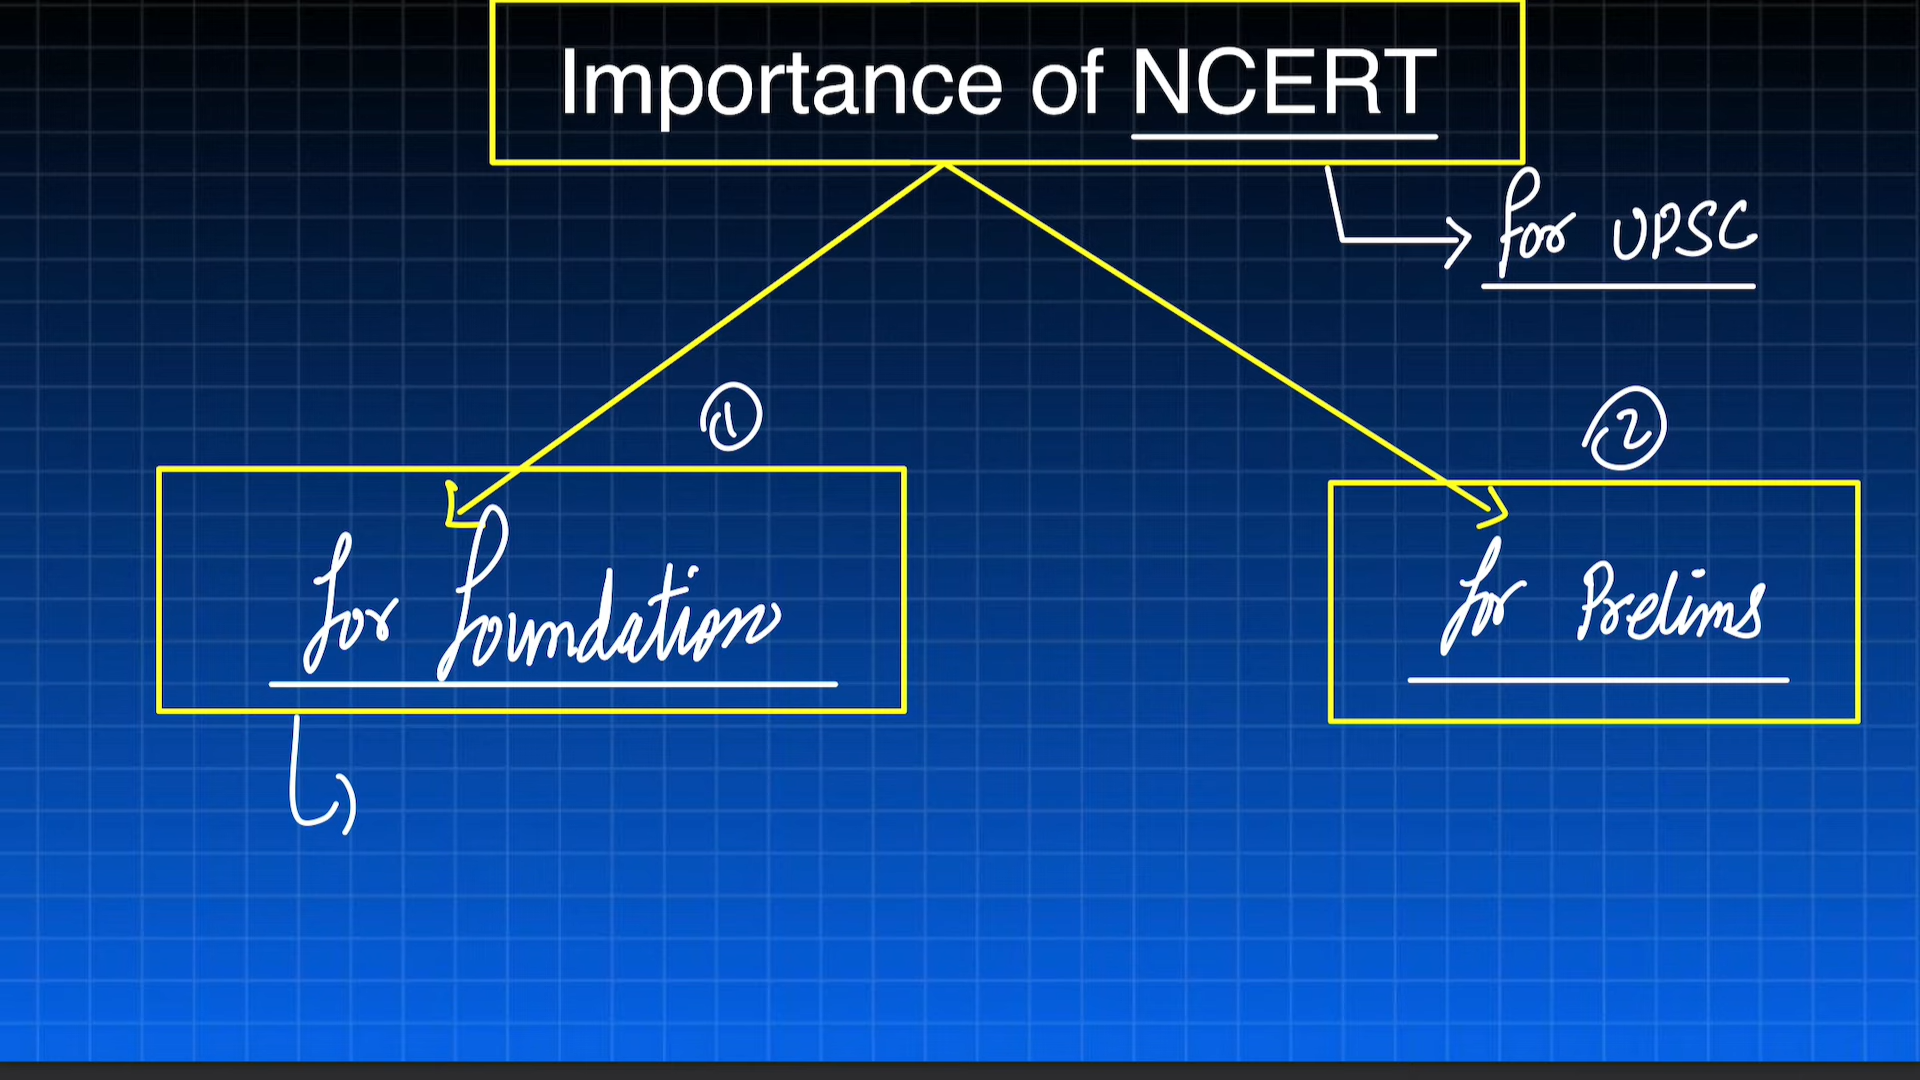 Importance of NCERT
for UPSC
1
2
for foundation
for Prelims